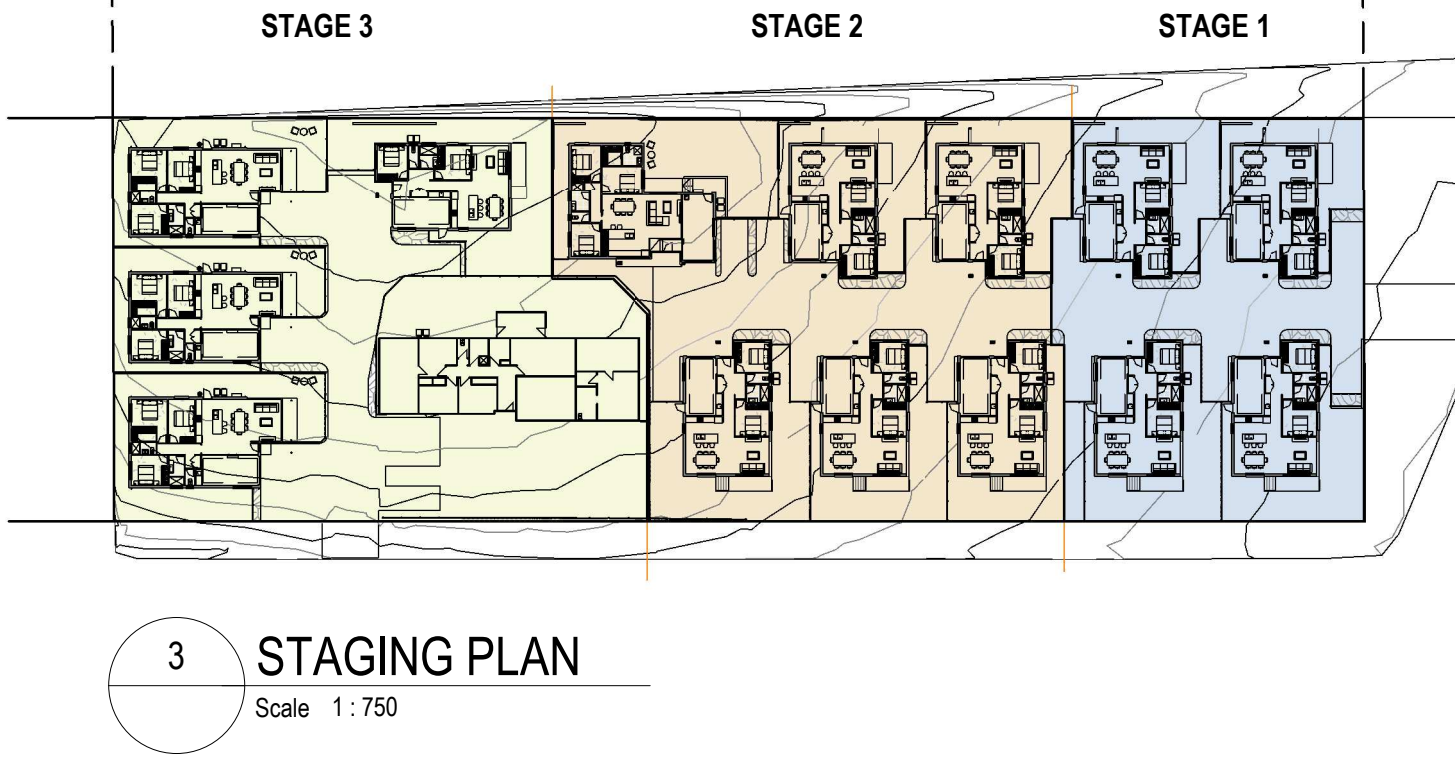 STAGE 3
STAGE 2
STAGE 1
3
STAGING PLAN
Scale 1 : 750